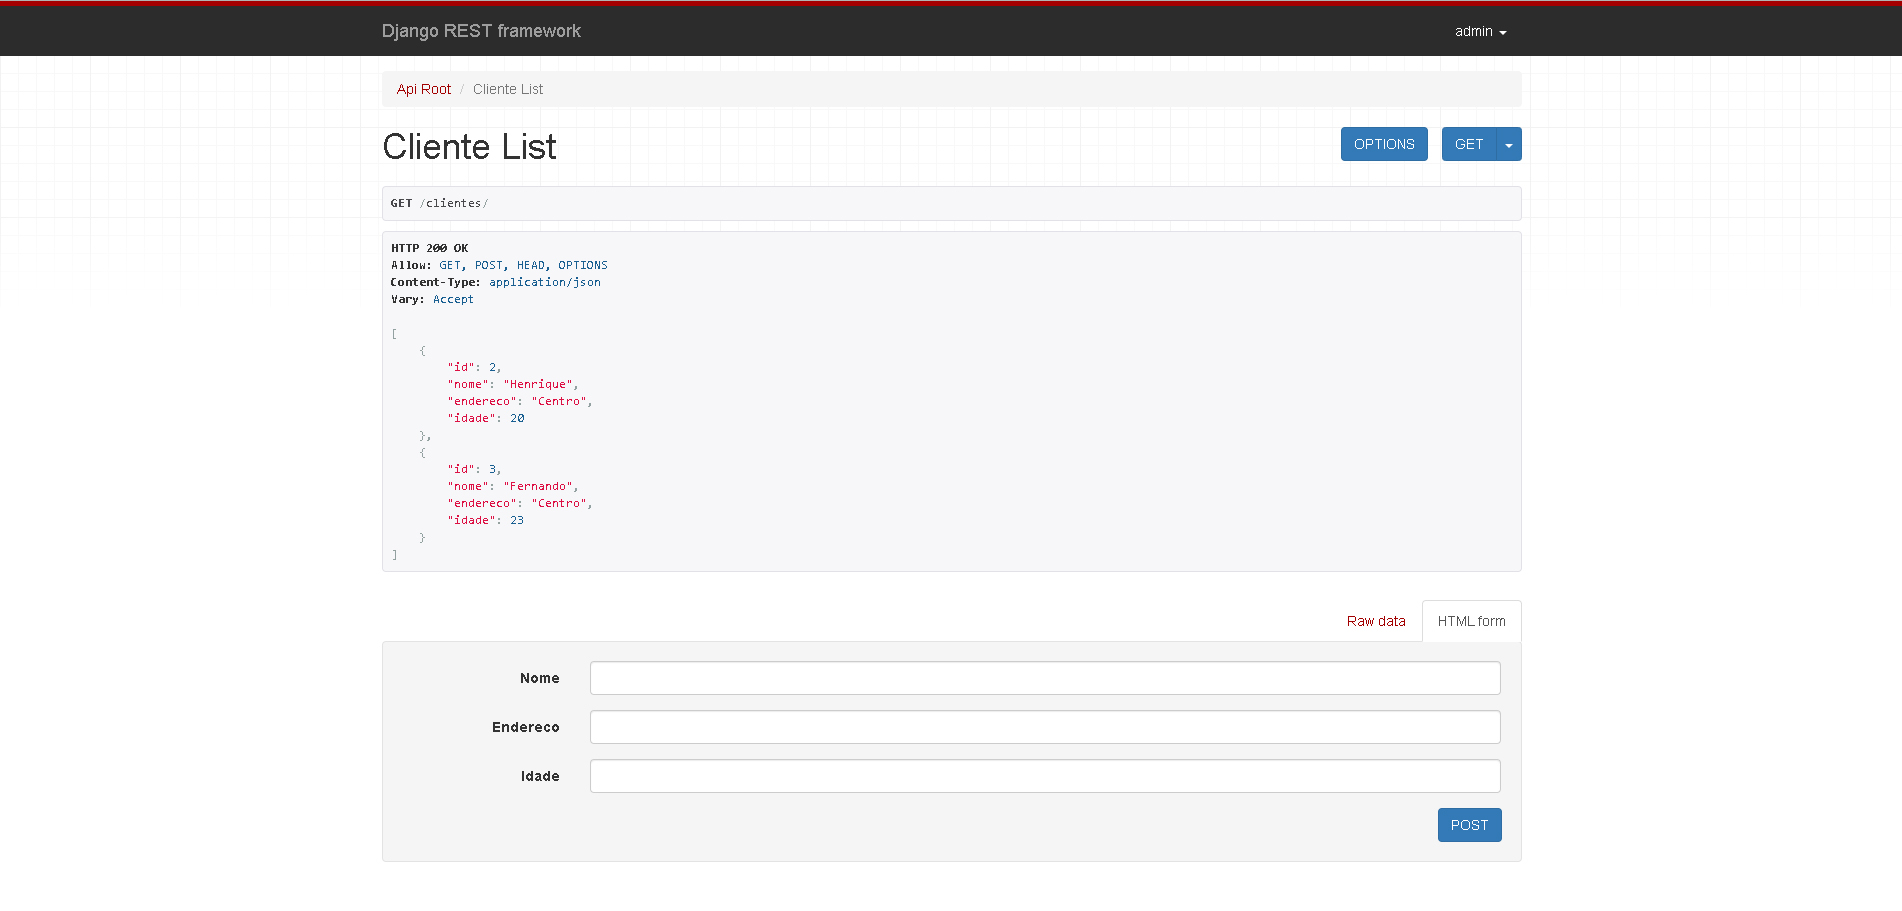 Django REST framework
admin
Api Root / Cliente List
Cliente List
OPTIONS
GET
GET /clientes/
HTTP 200 OK
Allow: GET, POST, HEAD, OPTIONS
Content-Type: application/json
Vary: Accept
[
    {
        "id": 2,
        "nome": "Henrique",
        "endereco": "Centro",
        "idade": 20
    },
    {
        "id": 3,
        "nome": "Fernando",
        "endereco": "Centro",
        "idade": 23
    }
]
Raw data
HTML form
Nome
Endereco
Idade
POST